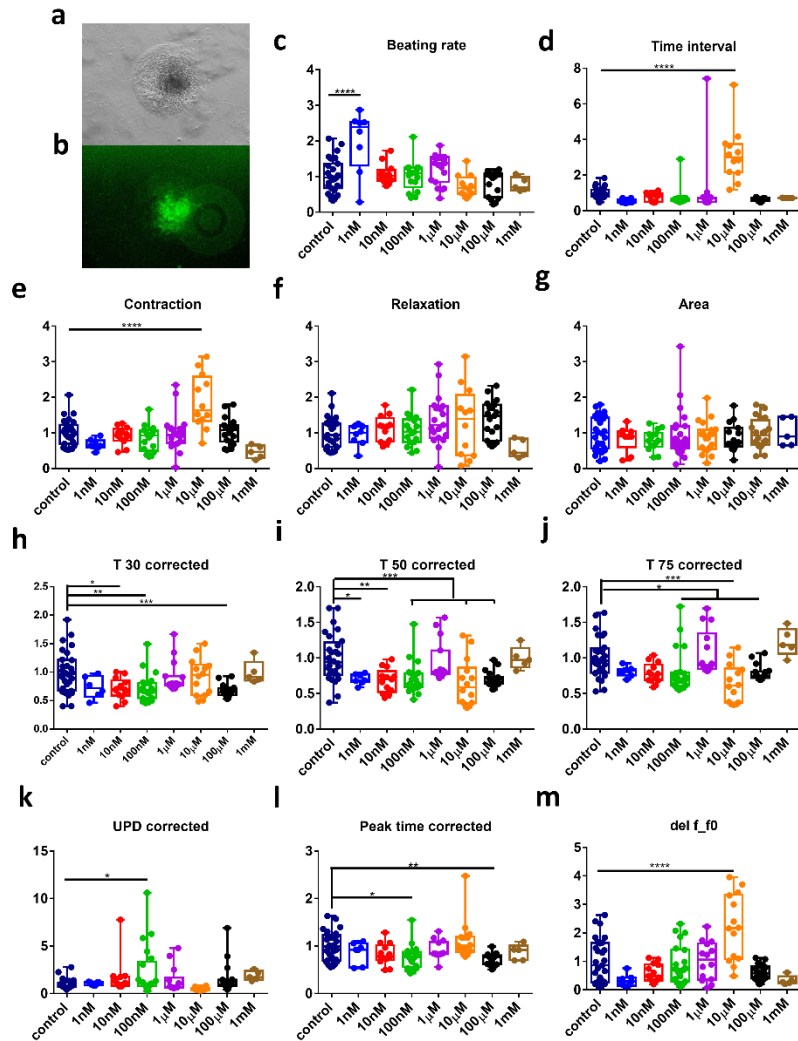 a
b
c
Beating rate
4
3
2
1
0
****
control
1nM
10nM
100nM
1μM
10μM
100μM
1mM
d
Time interval
8
6
4
2
0
****
control
1nM
10nM
100nM
1μM
10μM
100μM
1mM
e
Contraction
4
3
2
1
0
****
control
1nM
10nM
100nM
1μM
10μM
100μM
1mM
f
Relaxation
4
3
2
1
0
control
1nM
10nM
100nM
1μM
10μM
100μM
1mM
g
Area
4
3
2
1
0
control
1nM
10nM
100nM
1μM
10μM
100μM
1mM
h
T 30 corrected
2.5
2.0
1.5
1.0
0.5
0.0
*
**
***
control
1nM
10nM
100nM
1μM
10μM
100μM
1mM
i
T 50 corrected
2.0
1.5
1.0
0.5
0.0
***
**
*
control
1nM
10nM
100nM
1μM
10μM
100μM
1mM
j
T 75 corrected
2.0
1.5
1.0
0.5
0.0
***
*
control
1nM
10nM
100nM
1μM
10μM
100μM
1mM
k
UPD corrected
15
10
5
0
*
control
1nM
10nM
100nM
1μM
10μM
100μM
1mM
l
Peak time corrected
3
2
1
0
**
*
control
1nM
10nM
100nM
1μM
10μM
100μM
1mM
m
del f_f0
5
4
3
2
1
0
****
control
1nM
10nM
100nM
1μM
10μM
100μM
1mM